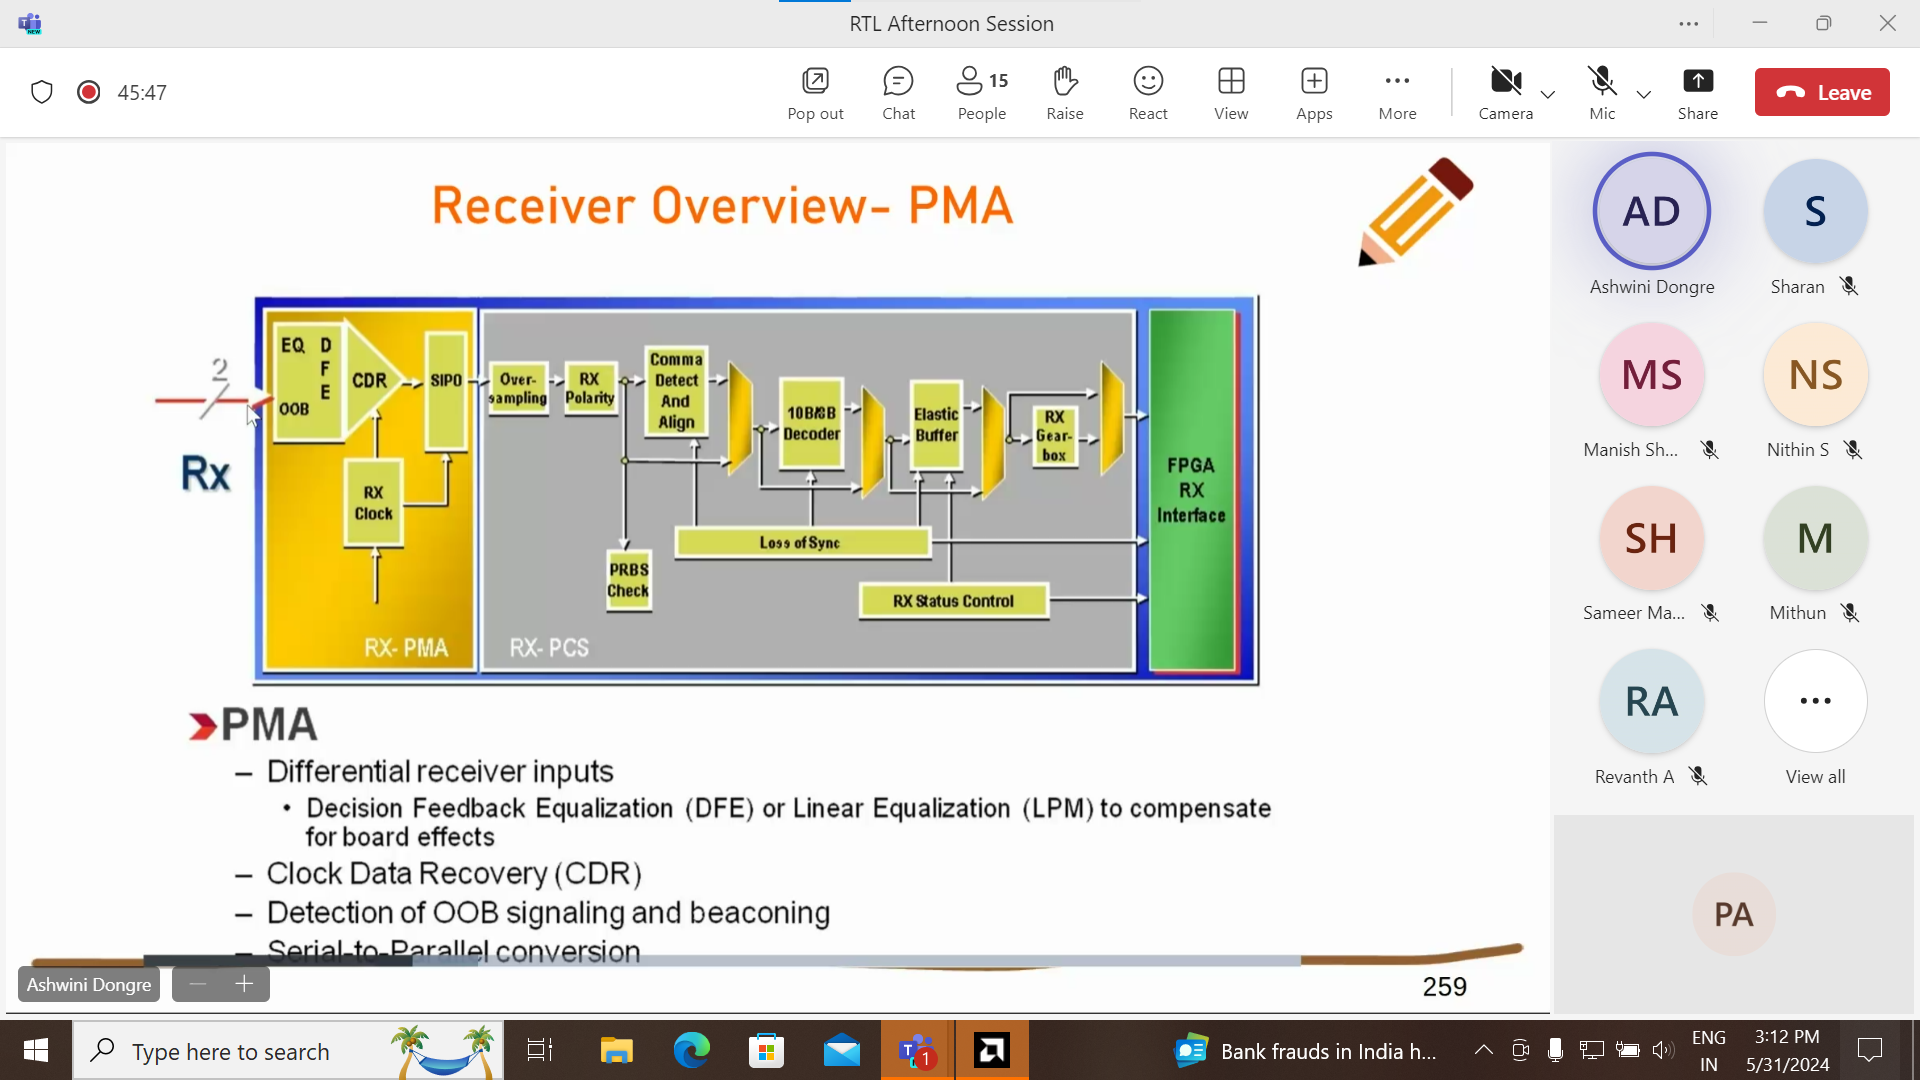 RTL Afternoon Session
NEW
45:47
Pop out
Chat
15
People
Raise
React
View
Apps
More
Camera
Mic
Share
Leave
Receiver Overview- PMA
2
Rx
EQ
DFE
OOB
CDR
SIPO
RX
Clock
RX- PMA
Over-
sampling
RX
Polarity
Comma
Detect
And
Align
10B/8B
Decoder
Elastic
Buffer
RX
Gear-
box
PRBS
Check
Loss of Sync
RX Status Control
RX- PCS
FPGA
RX
Interface
PMA
– Differential receiver inputs
• Decision Feedback Equalization (DFE) or Linear Equalization (LPM) to compensate
for board effects
– Clock Data Recovery (CDR)
– Detection of OOB signaling and beaconing
– Serial-to-Parallel conversion
Ashwini Dongre
259
AD
Ashwini Dongre
S
Sharan
MS
Manish Sh...
NS
Nithin S
SH
Sameer Ma...
M
Mithun
RA
Revanth A
View all
PA
Type here to search
1
Bank frauds in India h...
ENG
IN
3:12 PM
5/31/2024